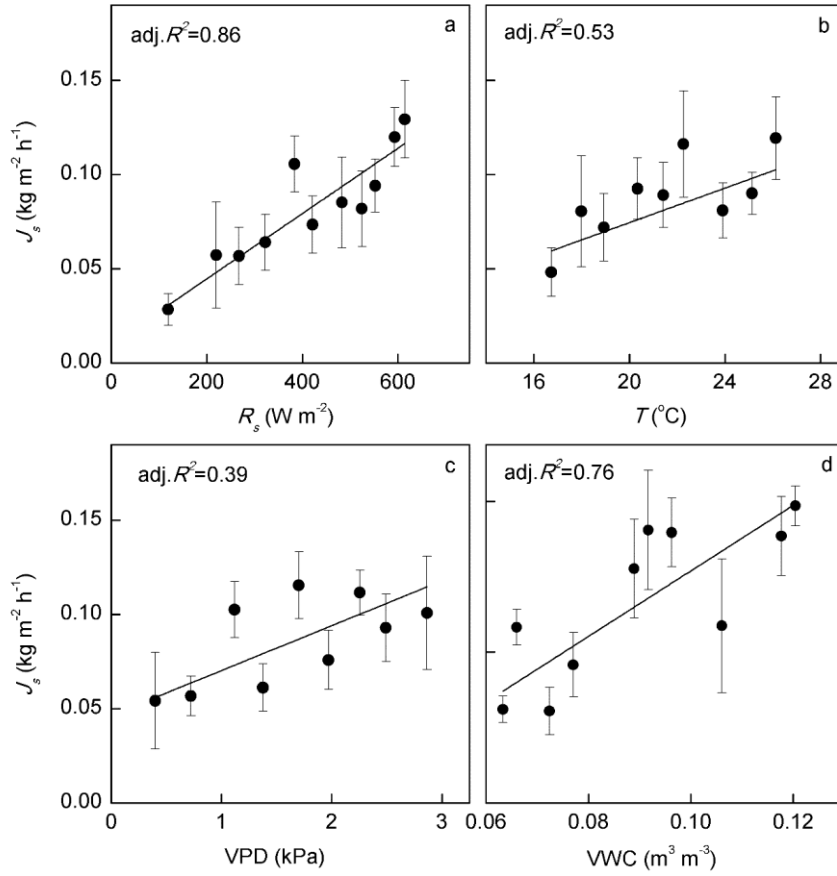 adj.R²=0.86 a
0.15
0.10
0.05
0.00
Jₛ (kg m⁻² h⁻¹)
0 200 400 600
Rₛ (W m⁻²)
adj.R²=0.53 b
16 20 24 28
T (°C)
adj.R²=0.39 c
0.15
0.10
0.05
0.00
Jₛ (kg m⁻² h⁻¹)
0 1 2 3
VPD (kPa)
adj.R²=0.76 d
0.06 0.08 0.10 0.12
VWC (m³ m⁻³)